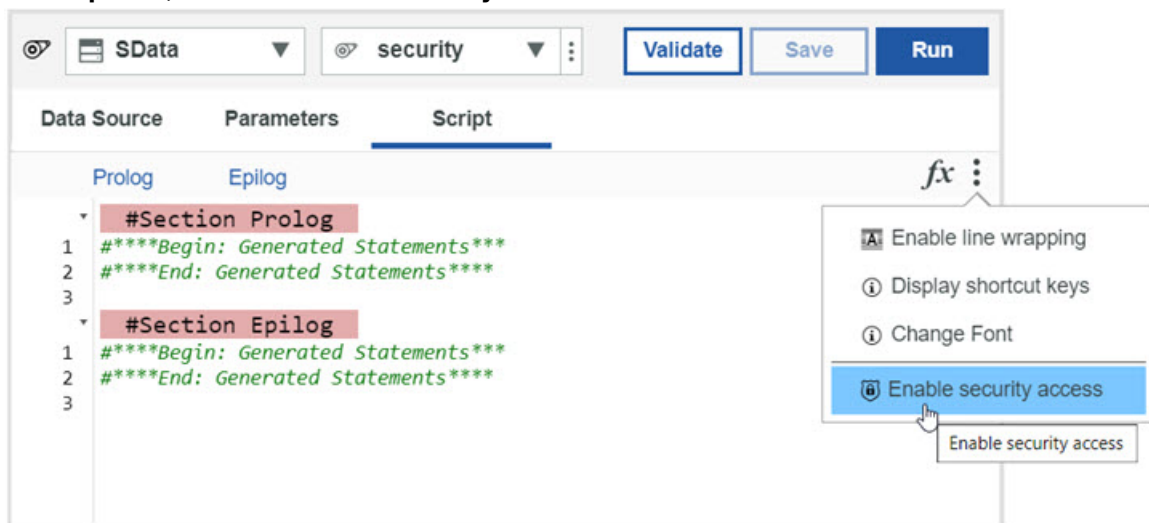 SData security Validate Save Run
Data Source Parameters Script
Prolog Epilog fx
#Section Prolog
1 #****Begin: Generated Statements***
2 #****End: Generated Statements****
3
#Section Epilog
1 #****Begin: Generated Statements***
2 #****End: Generated Statements****
3
Enable line wrapping
Display shortcut keys
Change Font
Enable security access
Enable security access